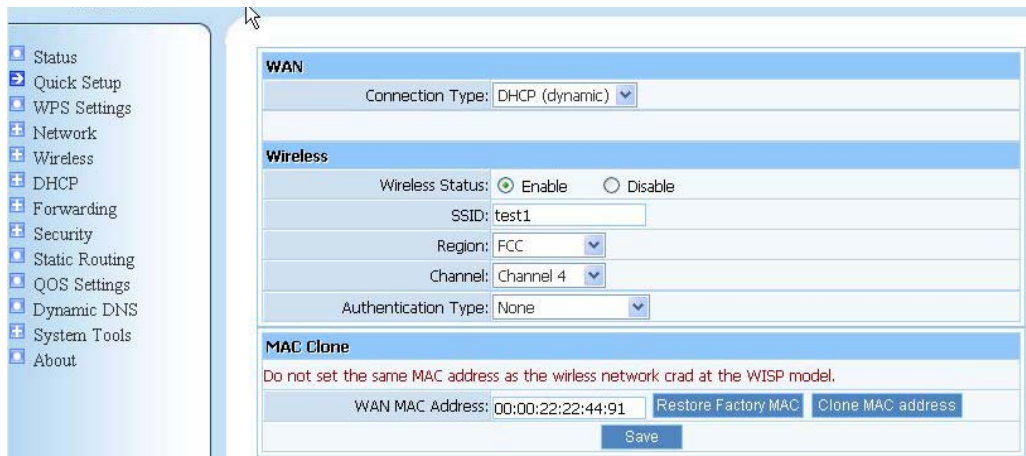 Status
Quick Setup
WPS Settings
Network
Wireless
DHCP
Forwarding
Security
Static Routing
QOS Settings
Dynamic DNS
System Tools
About
WAN
Connection Type: DHCP (dynamic)
Wireless
Wireless Status: Enable Disable
SSID: test1
Region: FCC
Channel: Channel 4
Authentication Type: None
MAC Clone
Do not set the same MAC address as the wirless network crad at the WISP model.
WAN MAC Address: 00:00:22:22:44:91 Restore Factory MAC Clone MAC address
Save